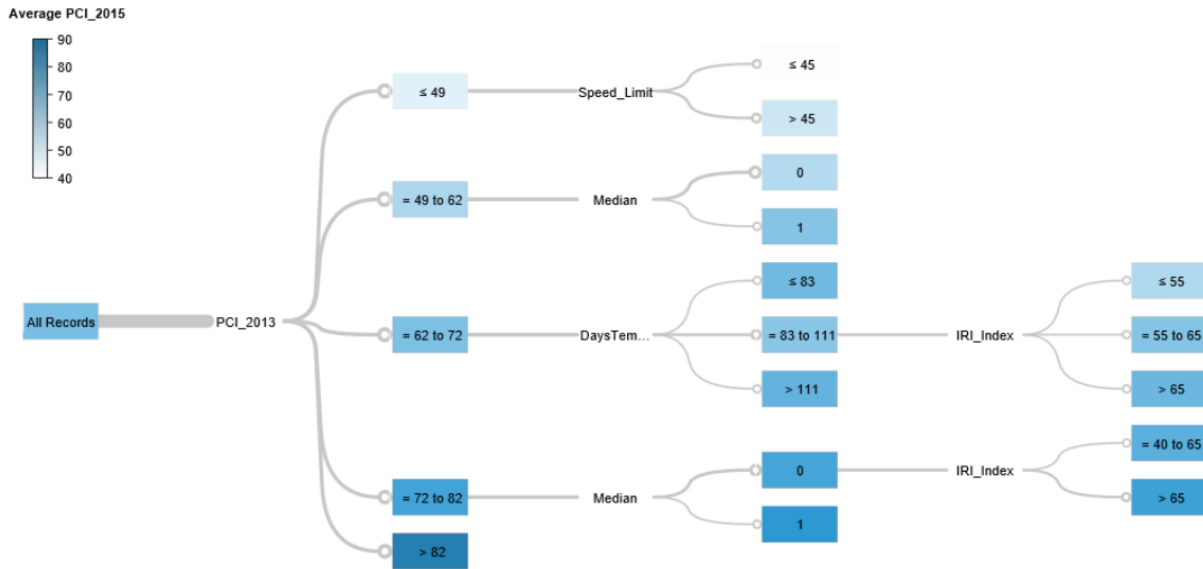 Average PCI_2015
90
80
70
60
50
40
All Records
PCI_2013
≤ 49
Speed_Limit
≤ 45
> 45
= 49 to 62
Median
0
1
= 62 to 72
DaysTem...
≤ 83
= 83 to 111
> 111
IRI_Index
≤ 55
= 55 to 65
> 65
= 72 to 82
Median
0
1
IRI_Index
= 40 to 65
> 65
> 82